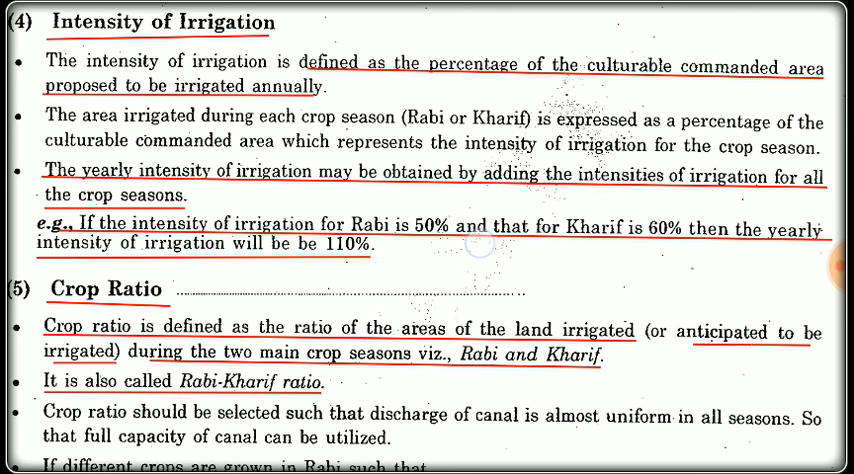 (4) Intensity of Irrigation
• The intensity of irrigation is defined as the percentage of the culturable commanded area
proposed to be irrigated annually.
• The area irrigated during each crop season (Rabi or Kharif) is expressed as a percentage of the
culturable commanded area which represents the intensity of irrigation for the crop season.
• The yearly intensity of irrigation may be obtained by adding the intensities of irrigation for all
the crop seasons.
e.g., If the intensity of irrigation for Rabi is 50% and that for Kharif is 60% then the yearly
intensity of irrigation will be be 110%.
(5) Crop Ratio
• Crop ratio is defined as the ratio of the areas of the land irrigated (or anticipated to be
irrigated) during the two main crop seasons viz., Rabi and Kharif.
• It is also called Rabi-Kharif ratio.
• Crop ratio should be selected such that discharge of canal is almost uniform in all seasons. So
that full capacity of canal can be utilized.
• If different crops are grown in Rabi such that